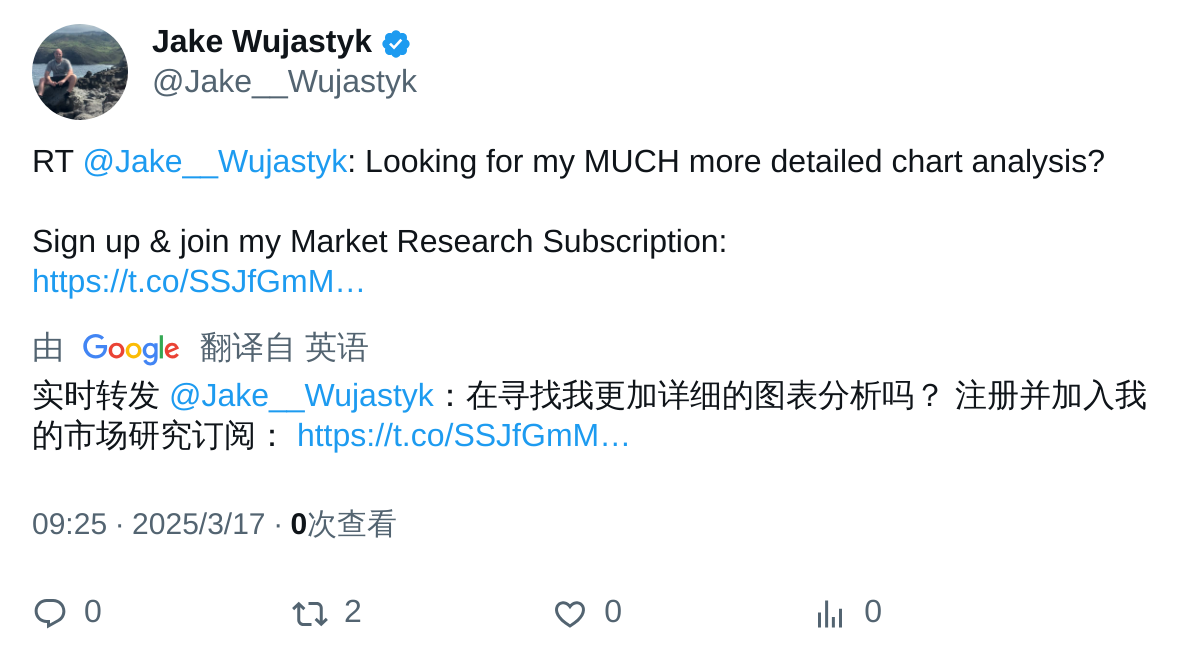 Jake Wujastyk
@Jake__Wujastyk
RT @Jake__Wujastyk: Looking for my MUCH more detailed chart analysis?
Sign up & join my Market Research Subscription:
https://t.co/SSJfGmM…
由 Google 翻译自 英语
实时转发 @Jake__Wujastyk：在寻找我更加详细的图表分析吗？ 注册并加入我
的市场研究订阅： https://t.co/SSJfGmM…
09:25 · 2025/3/17 · 0次查看
0 2 0 0